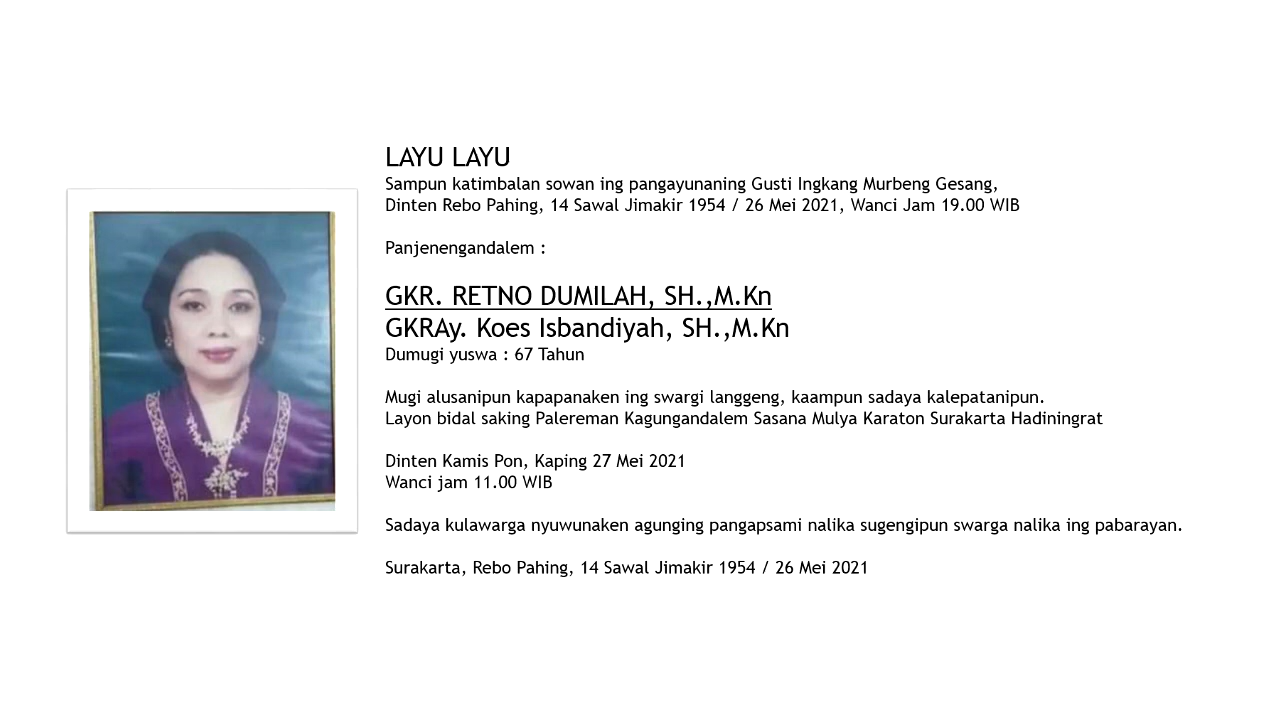 LAYU LAYU
Sampun katimbalan sowan ing pangayunaning Gusti Ingkang Murbeng Gesang,
Dinten Rebo Pahing, 14 Sawal Jimakir 1954 / 26 Mei 2021, Wanci Jam 19.00 WIB
Panjenengandalem :
GKR. RETNO DUMILAH, SH.,M.Kn
GKRAy. Koes Isbandiyah, SH.,M.Kn
Dumugi yuswa : 67 Tahun
Mugi alusanipun kapapanaken ing swargi langgeng, kaampun sadaya kalepatanipun.
Layon bidal saking Palereman Kagungandalem Sasana Mulya Karaton Surakarta Hadiningrat
Dinten Kamis Pon, Kaping 27 Mei 2021
Wanci jam 11.00 WIB
Sadaya kulawarga nyuwunaken agunging pangapsami nalika sugengipun swarga nalika ing pabarayan.
Surakarta, Rebo Pahing, 14 Sawal Jimakir 1954 / 26 Mei 2021